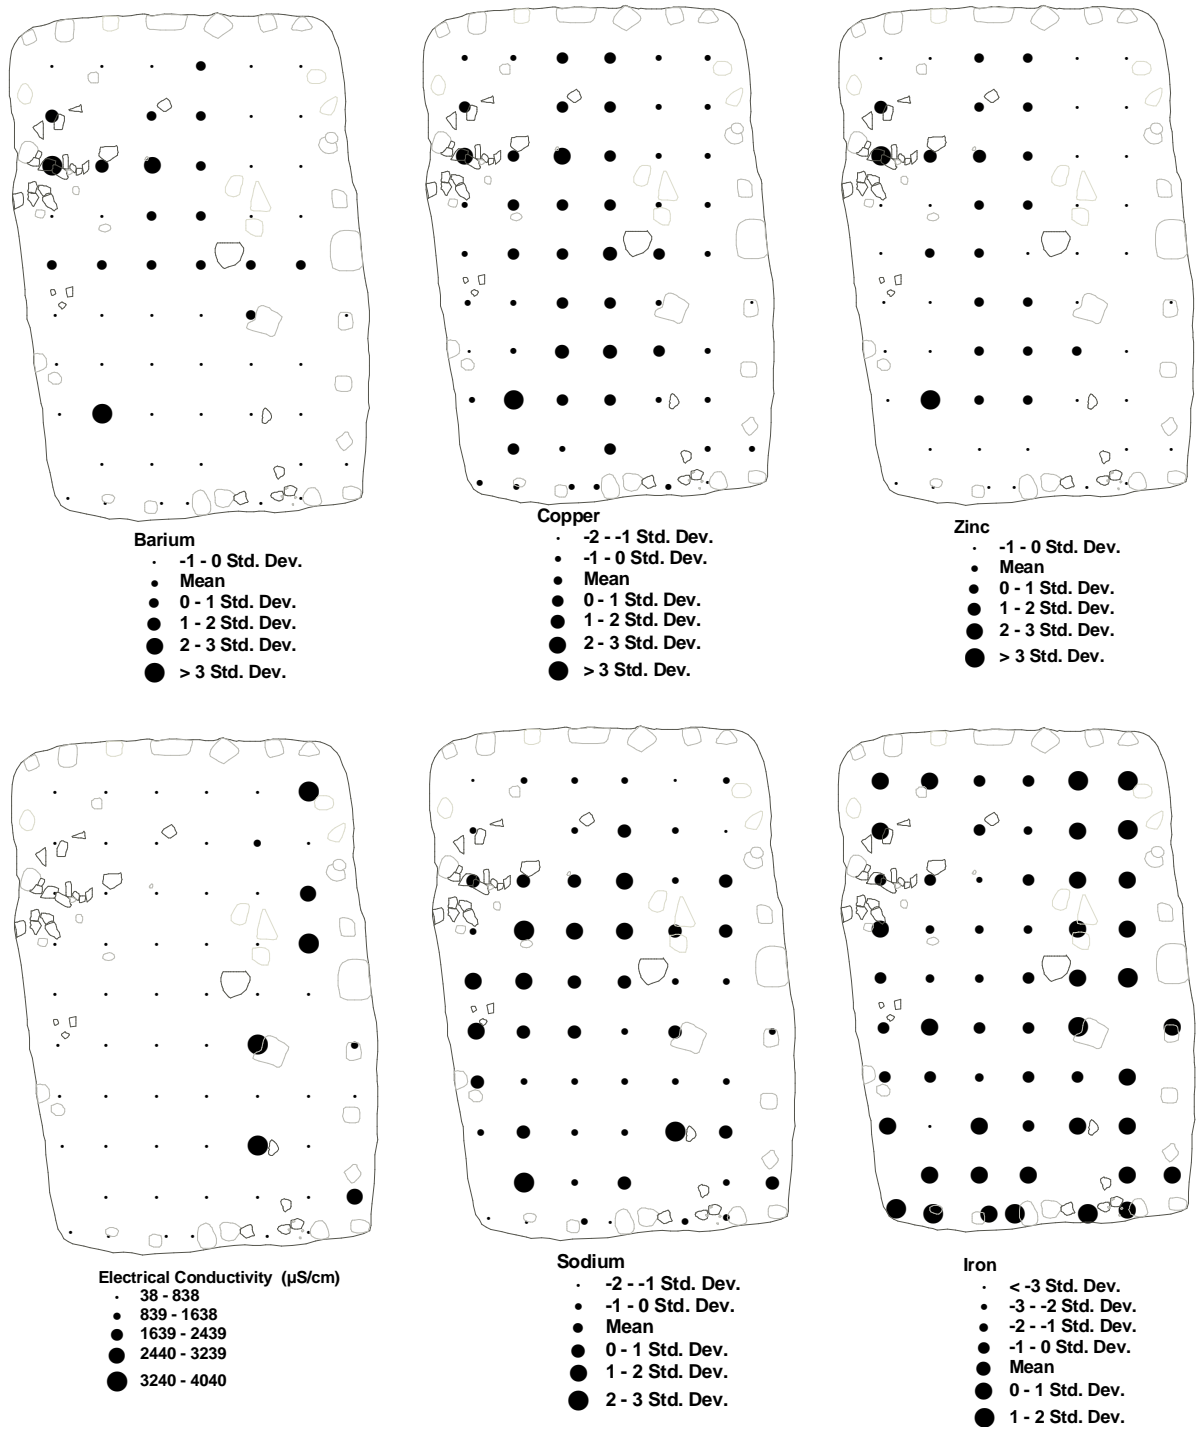 Barium
-1 - 0 Std. Dev.
Mean
0 - 1 Std. Dev.
1 - 2 Std. Dev.
2 - 3 Std. Dev.
> 3 Std. Dev.
Copper
-2 - -1 Std. Dev.
-1 - 0 Std. Dev.
Mean
0 - 1 Std. Dev.
1 - 2 Std. Dev.
2 - 3 Std. Dev.
> 3 Std. Dev.
Zinc
-1 - 0 Std. Dev.
Mean
0 - 1 Std. Dev.
1 - 2 Std. Dev.
2 - 3 Std. Dev.
> 3 Std. Dev.
Electrical Conductivity (µS/cm)
38 - 838
839 - 1638
1639 - 2439
2440 - 3239
3240 - 4040
Sodium
-2 - -1 Std. Dev.
-1 - 0 Std. Dev.
Mean
0 - 1 Std. Dev.
1 - 2 Std. Dev.
2 - 3 Std. Dev.
Iron
< -3 Std. Dev.
-3 - -2 Std. Dev.
-2 - -1 Std. Dev.
-1 - 0 Std. Dev.
Mean
0 - 1 Std. Dev.
1 - 2 Std. Dev.